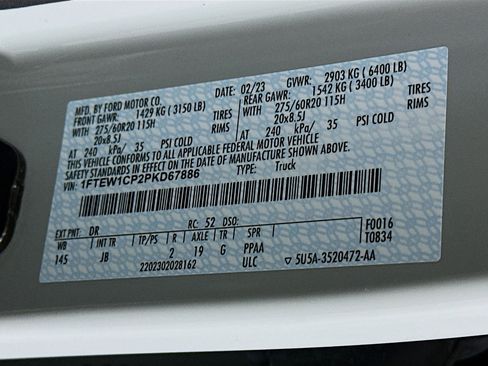 MFD. BY FORD MOTOR CO.
02/23
GVWR: 2903 KG (6400 LB)
FRONT GAWR: 1429 KG (3150 LB)
REAR GAWR: 1542 KG (3400 LB)
275/60R20 115H TIRES
275/60R20 115H TIRES
WITH 20x8.5J RIMS
20x8.5J RIMS
AT 240 kPa/ 35 PSI COLD
AT 240 kPa/ 35 PSI COLD
THIS VEHICLE CONFORMS TO ALL APPLICABLE FEDERAL MOTOR VEHICLE
SAFETY STANDARDS IN EFFECT ON THE DATE OF MANUFACTURE SHOWN ABOVE.
VIN: 1FTEW1CP2PKD67886
TYPE: Truck
EXT PNT: DR RC: 52 DSO: F0016
WB INT TR TP/PS R AXLE TR SPR T0834
145 JB 2 19 G PPAA
2202302028162 ULC ▽ 5U5A-3520472-AA